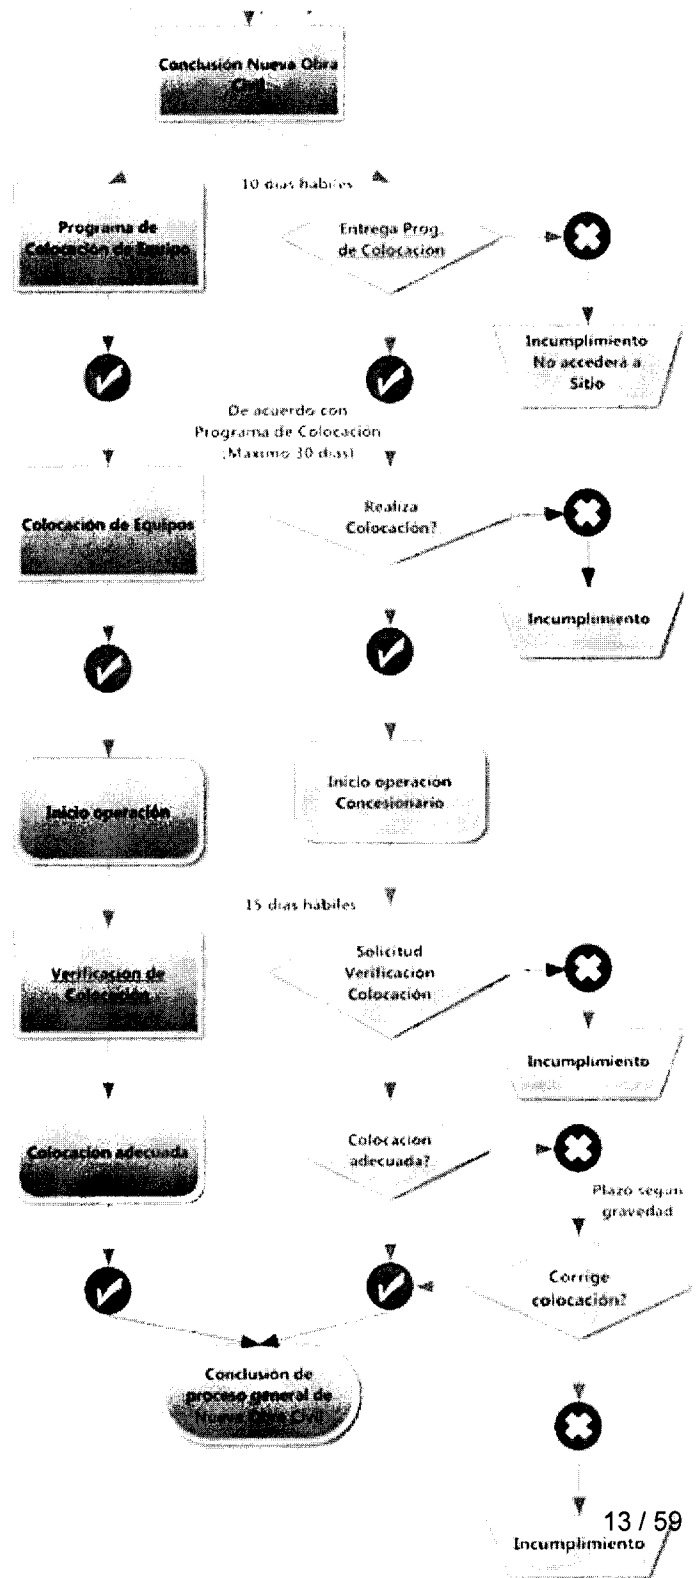 Conclusión Nueva Obra
Civil
10 días hábiles
Programa de
Colocación de Equipo
Entrega Prog.
de Colocación
Incumplimiento
No accederá a
Sitio
De acuerdo con
Programa de Colocación
(Máximo 30 días)
Colocación de Equipos
Realiza
Colocación?
Incumplimiento
Inicio operación
Inicio operación
Concesionario
15 días hábiles
Verificación de
Colocación
Solicitud
Verificación
Colocación
Incumplimiento
Colocación adecuada
Colocación
adecuada?
Plazo según
gravedad
Corrige
colocación?
Conclusión de
proceso general de
Nueva Obra Civil
13 / 59
Incumplimiento